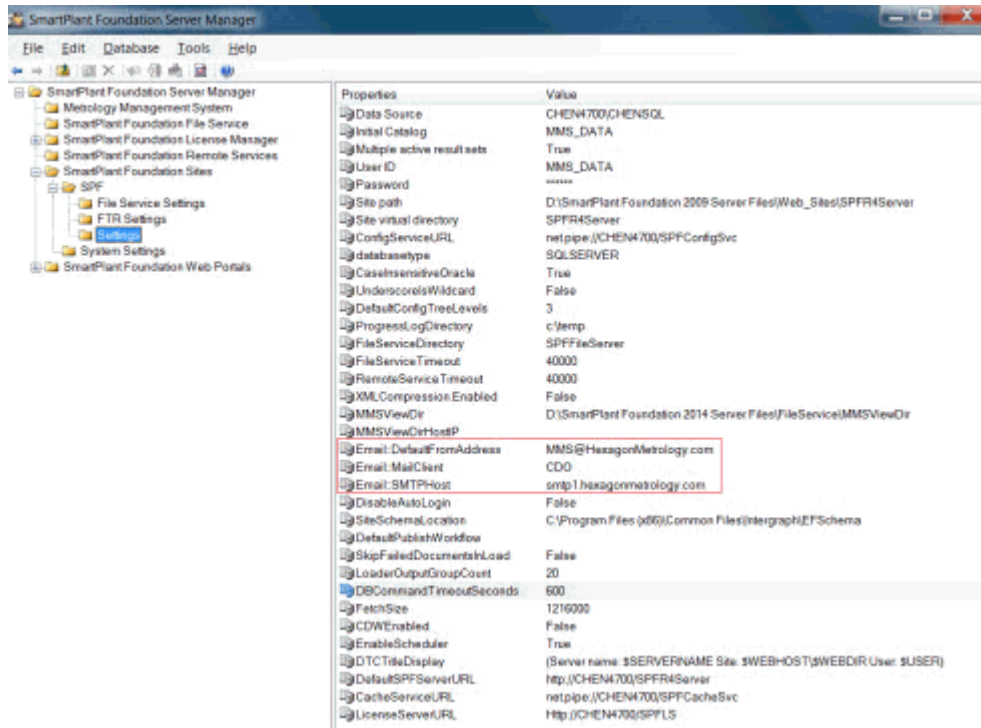 SmartPlant Foundation Server Manager
File Edit Database Tools Help
SmartPlant Foundation Server Manager
Metrology Management System
SmartPlant Foundation File Service
SmartPlant Foundation License Manager
SmartPlant Foundation Remote Services
SmartPlant Foundation Sites
SPF
File Service Settings
FTR Settings
Settings
System Settings
SmartPlant Foundation Web Portals
Properties Value
Data Source CHEN4700\CHENSQL
Initial Catalog MMS_DATA
Multiple active result sets True
User ID MMS_DATA
Password ******
Site path D:\SmartPlant Foundation 2009 Server Files\Web_Sites\SPFR4Server
Site virtual directory SPFR4Server
ConfigServiceURL net.pipe://CHEN4700/SPFConfigSvc
databasetype SQLSERVER
CaseInsensitiveOracle True
UnderscoreIsWildcard False
DefaultConfigTreeLevels 3
ProgressLogDirectory c:\temp
FileServiceDirectory SPFFileServer
FileServiceTimeout 40000
RemoteServiceTimeout 40000
XMLCompression.Enabled False
MMSViewDir D:\SmartPlant Foundation 2014 Server Files\FileService\MMSViewDir
MMSViewDirHostIP
Email:DefaultFromAddress MMS@HexagonMetrology.com
Email:MailClient CDO
Email:SMTPHost smtp1.hexagonmetrology.com
DisableAutoLogin False
SiteSchemaLocation C:\Program Files (x86)\Common Files\Intergraph\EFSchema
DefaultPublishWorkflow
SkipFailedDocumentsInLoad False
LoaderOutputGroupCount 20
DBCommandTimeoutSeconds 600
FetchSize 1216000
CDWEnabled False
EnableScheduler True
DTCTitleDisplay (Server name: $SERVERNAME Site: $WEBHOST\$WEBDIR User: $USER)
DefaultSPFServerURL http://CHEN4700/SPFR4Server
CacheServiceURL net.pipe://CHEN4700/SPFCacheSvc
LicenseServerURL Http://CHEN4700/SPFLS